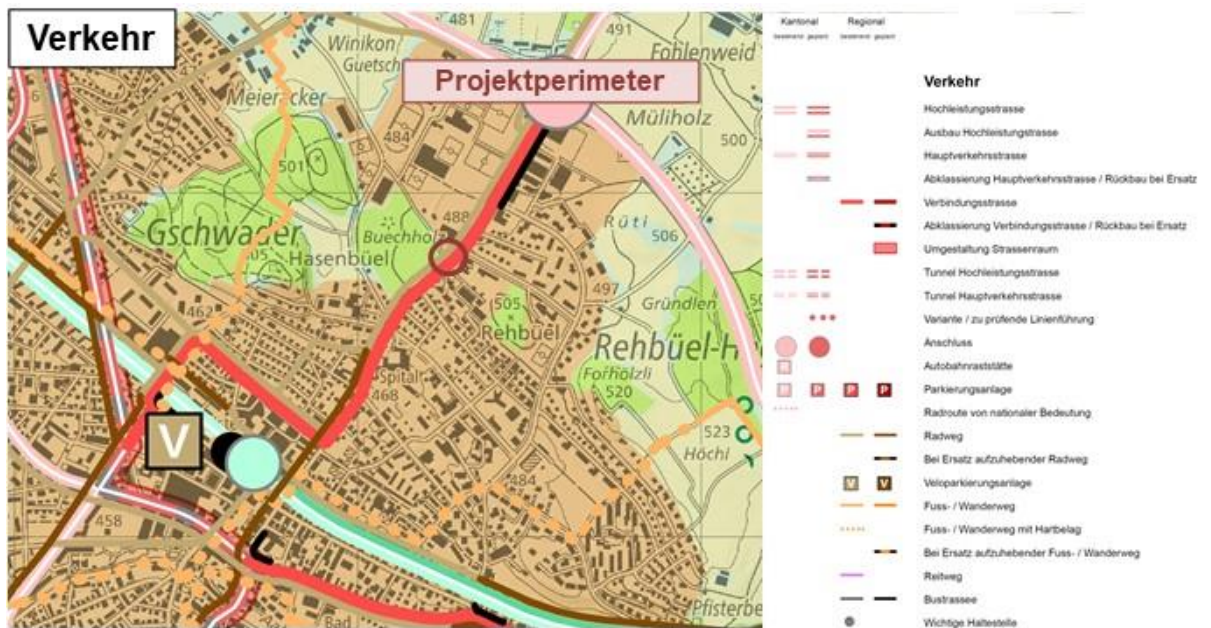 Verkehr
481
491
Winikon
Guetsch
Fohlenweid
Projektperimeter
Meieracker
Müliholz
484
500
501
488
Rüti
506
Gschwader
Buechholz
Hasenbüel
505
497
Gründlen
462
Rehbüel
Rehbüel-H
Spital
468
Forhölzli
520
V
523
Höchi
484
458
Bad
Pfisterbe
Kantonal Regional
bestehend geplant bestehend geplant
Verkehr
Hochleistungsstrasse
Ausbau Hochleistungstrasse
Hauptverkehrsstrasse
Abklassierung Hauptverkehrsstrasse / Rückbau bei Ersatz
Verbindungsstrasse
Abklassierung Verbindungstrasse / Rückbau bei Ersatz
Umgestaltung Strassenraum
Tunnel Hochleistungsstrasse
Tunnel Hauptverkehrsstrasse
Variante / zu prüfende Linienführung
Anschluss
Autobahnraststätte
P P P P Parkierungsanlage
Radroute von nationaler Bedeutung
Radweg
Bei Ersatz aufzuhebender Radweg
V V Veloparkierungsanlage
Fuss- / Wanderweg
Fuss- / Wanderweg mit Hartbelag
Bei Ersatz aufzuhebender Fuss- / Wanderweg
Reitweg
Bustrassee
Wichtige Haltestelle